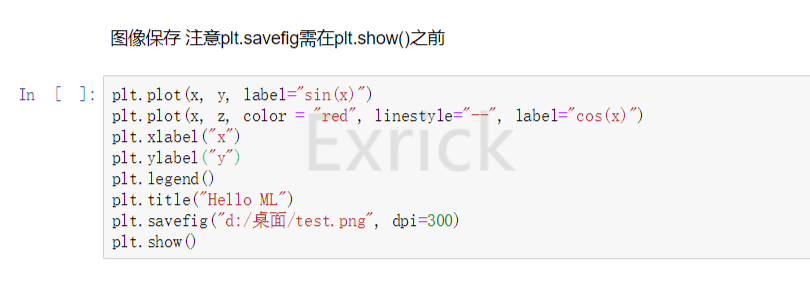 图像保存 注意plt.savefig需在plt.show()之前
In [ ]: plt.plot(x, y, label="sin(x)")
plt.plot(x, z, color = "red", linestyle="--", label="cos(x)")
plt.xlabel("x")
plt.ylabel("y")
plt.legend()
plt.title("Hello ML")
plt.savefig("d:/桌面/test.png", dpi=300)
plt.show()
Exrick